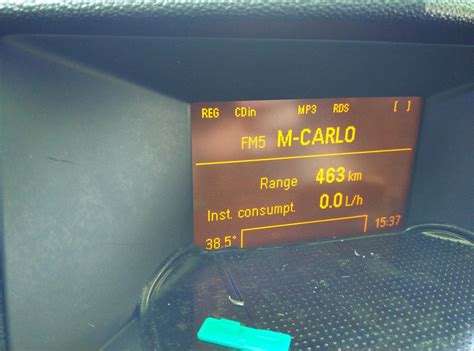 REG CDin MP3 RDS [ ]
FM5 M-CARLO
Range 463 km
Inst. consumpt. 0.0 L/h
38.5° 15:37